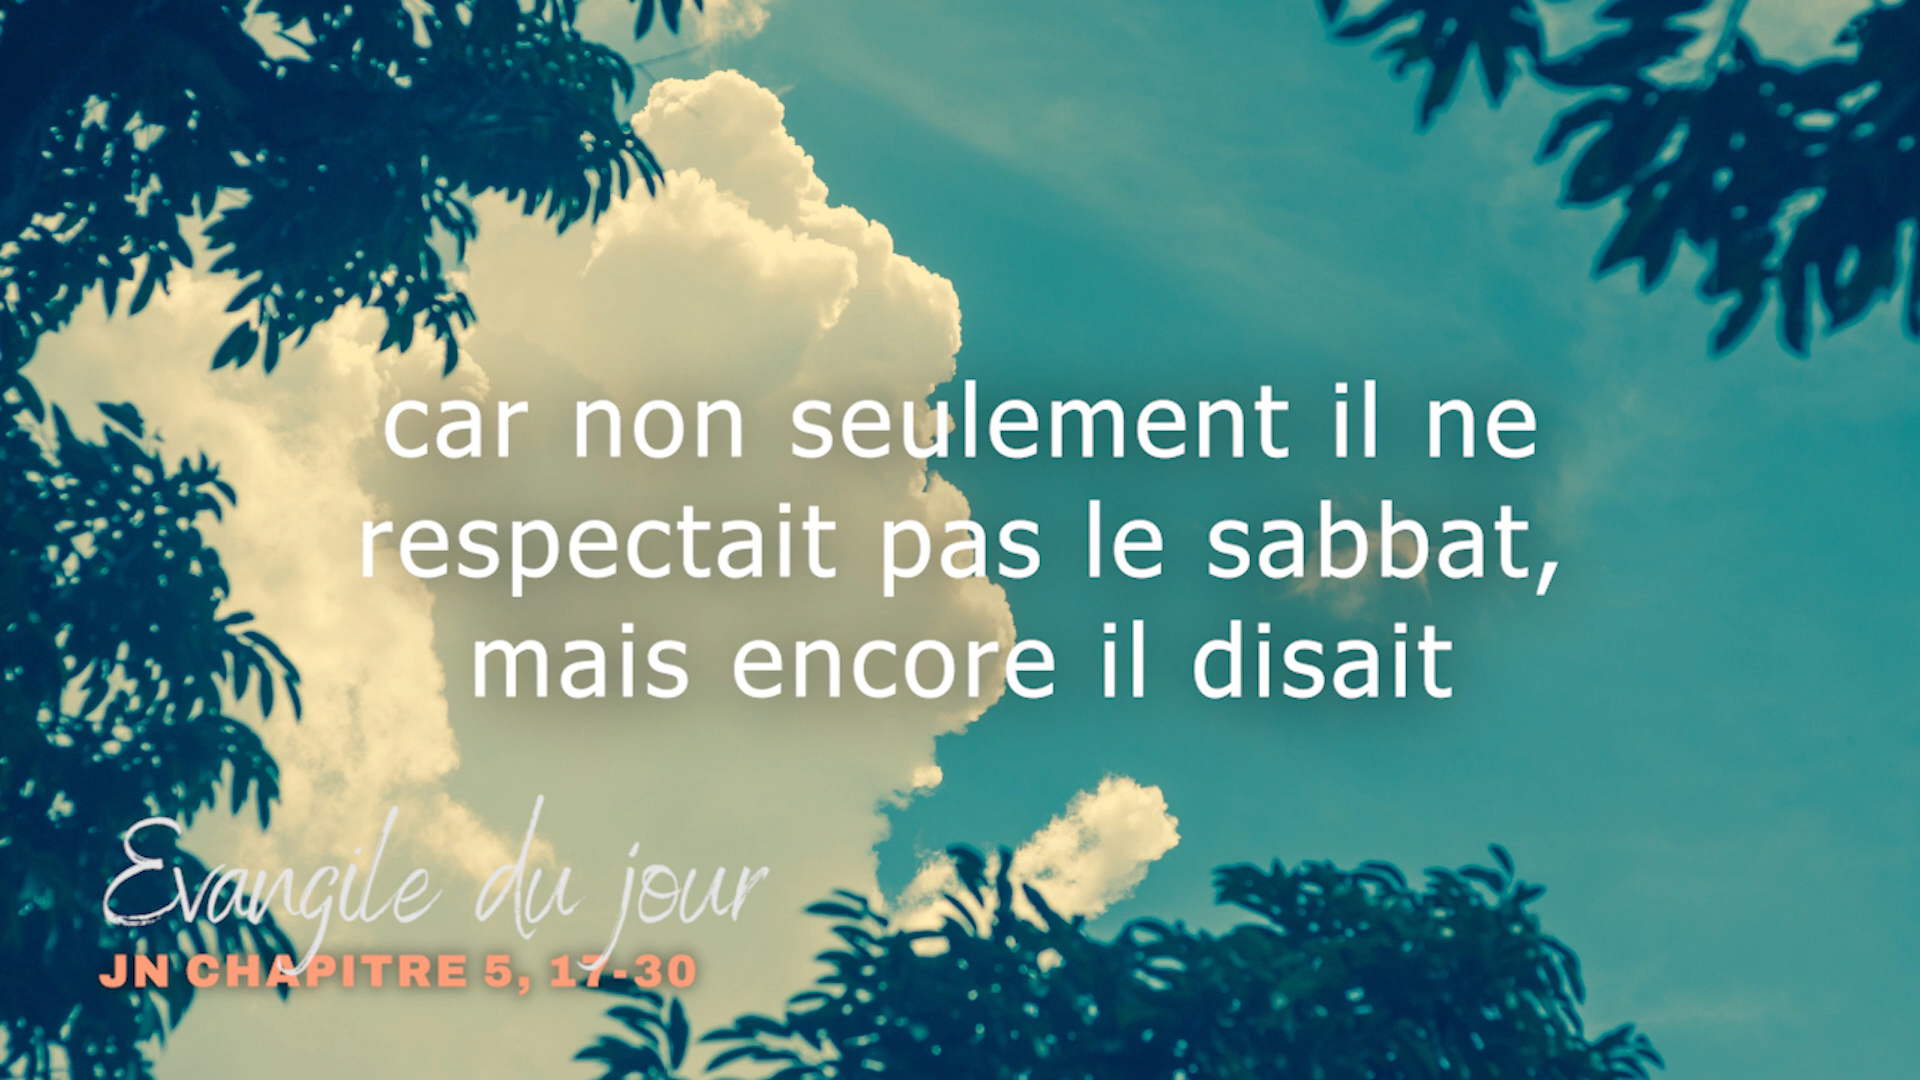 car non seulement il ne
respectait pas le sabbat,
mais encore il disait
Evangile du jour
JN CHAPITRE 5, 17-30